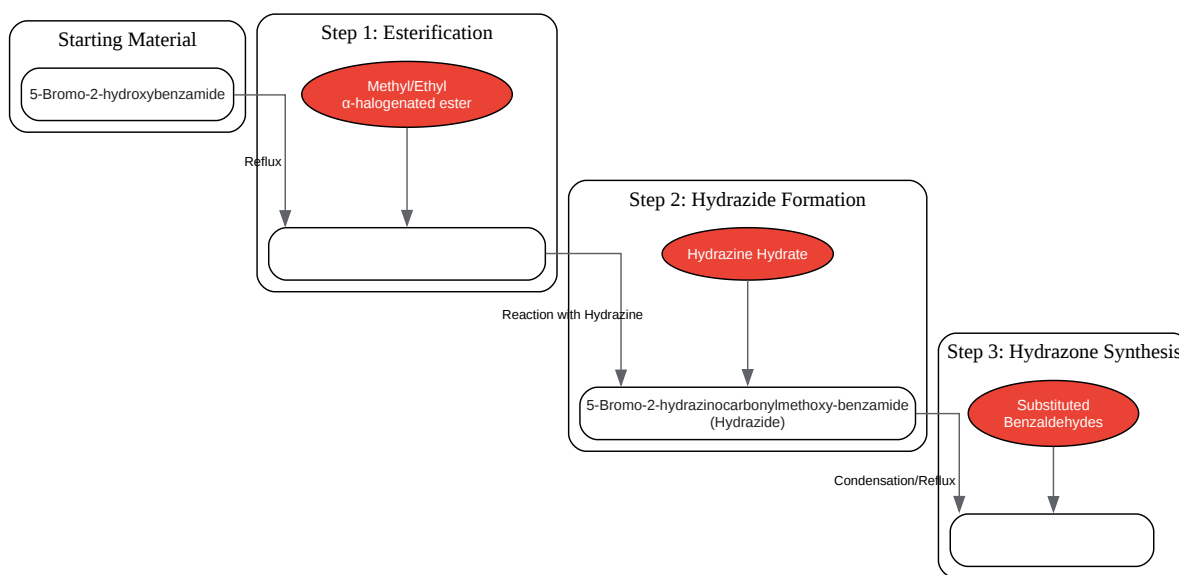 Starting Material
5-Bromo-2-hydroxybenzamide
Step 1: Esterification
Methyl/Ethyl
α-halogenated ester
Reflux
Step 2: Hydrazide Formation
Hydrazine Hydrate
Reaction with Hydrazine
5-Bromo-2-hydrazinocarbonylmethoxy-benzamide
(Hydrazide)
Step 3: Hydrazone Synthesis
Substituted
Benzaldehydes
Condensation/Reflux